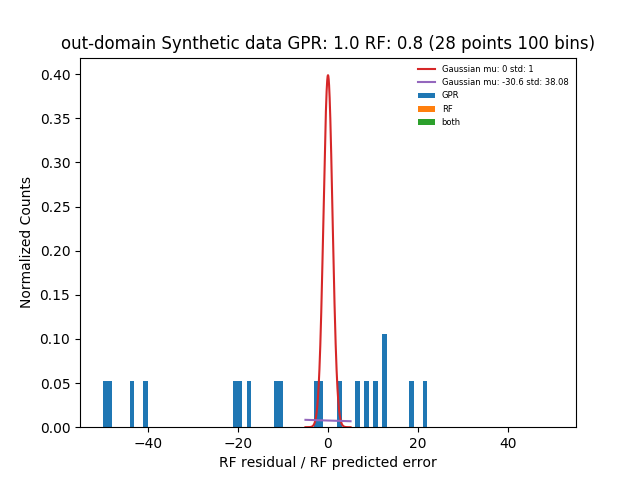 out-domain Synthetic data GPR: 1.0 RF: 0.8 (28 points 100 bins)
Gaussian mu: 0 std: 1
Gaussian mu: -30.6 std: 38.08
GPR
RF
both
Normalized Counts
0.40
0.35
0.30
0.25
0.20
0.15
0.10
0.05
0.00
−40 −20 0 20 40
RF residual / RF predicted error